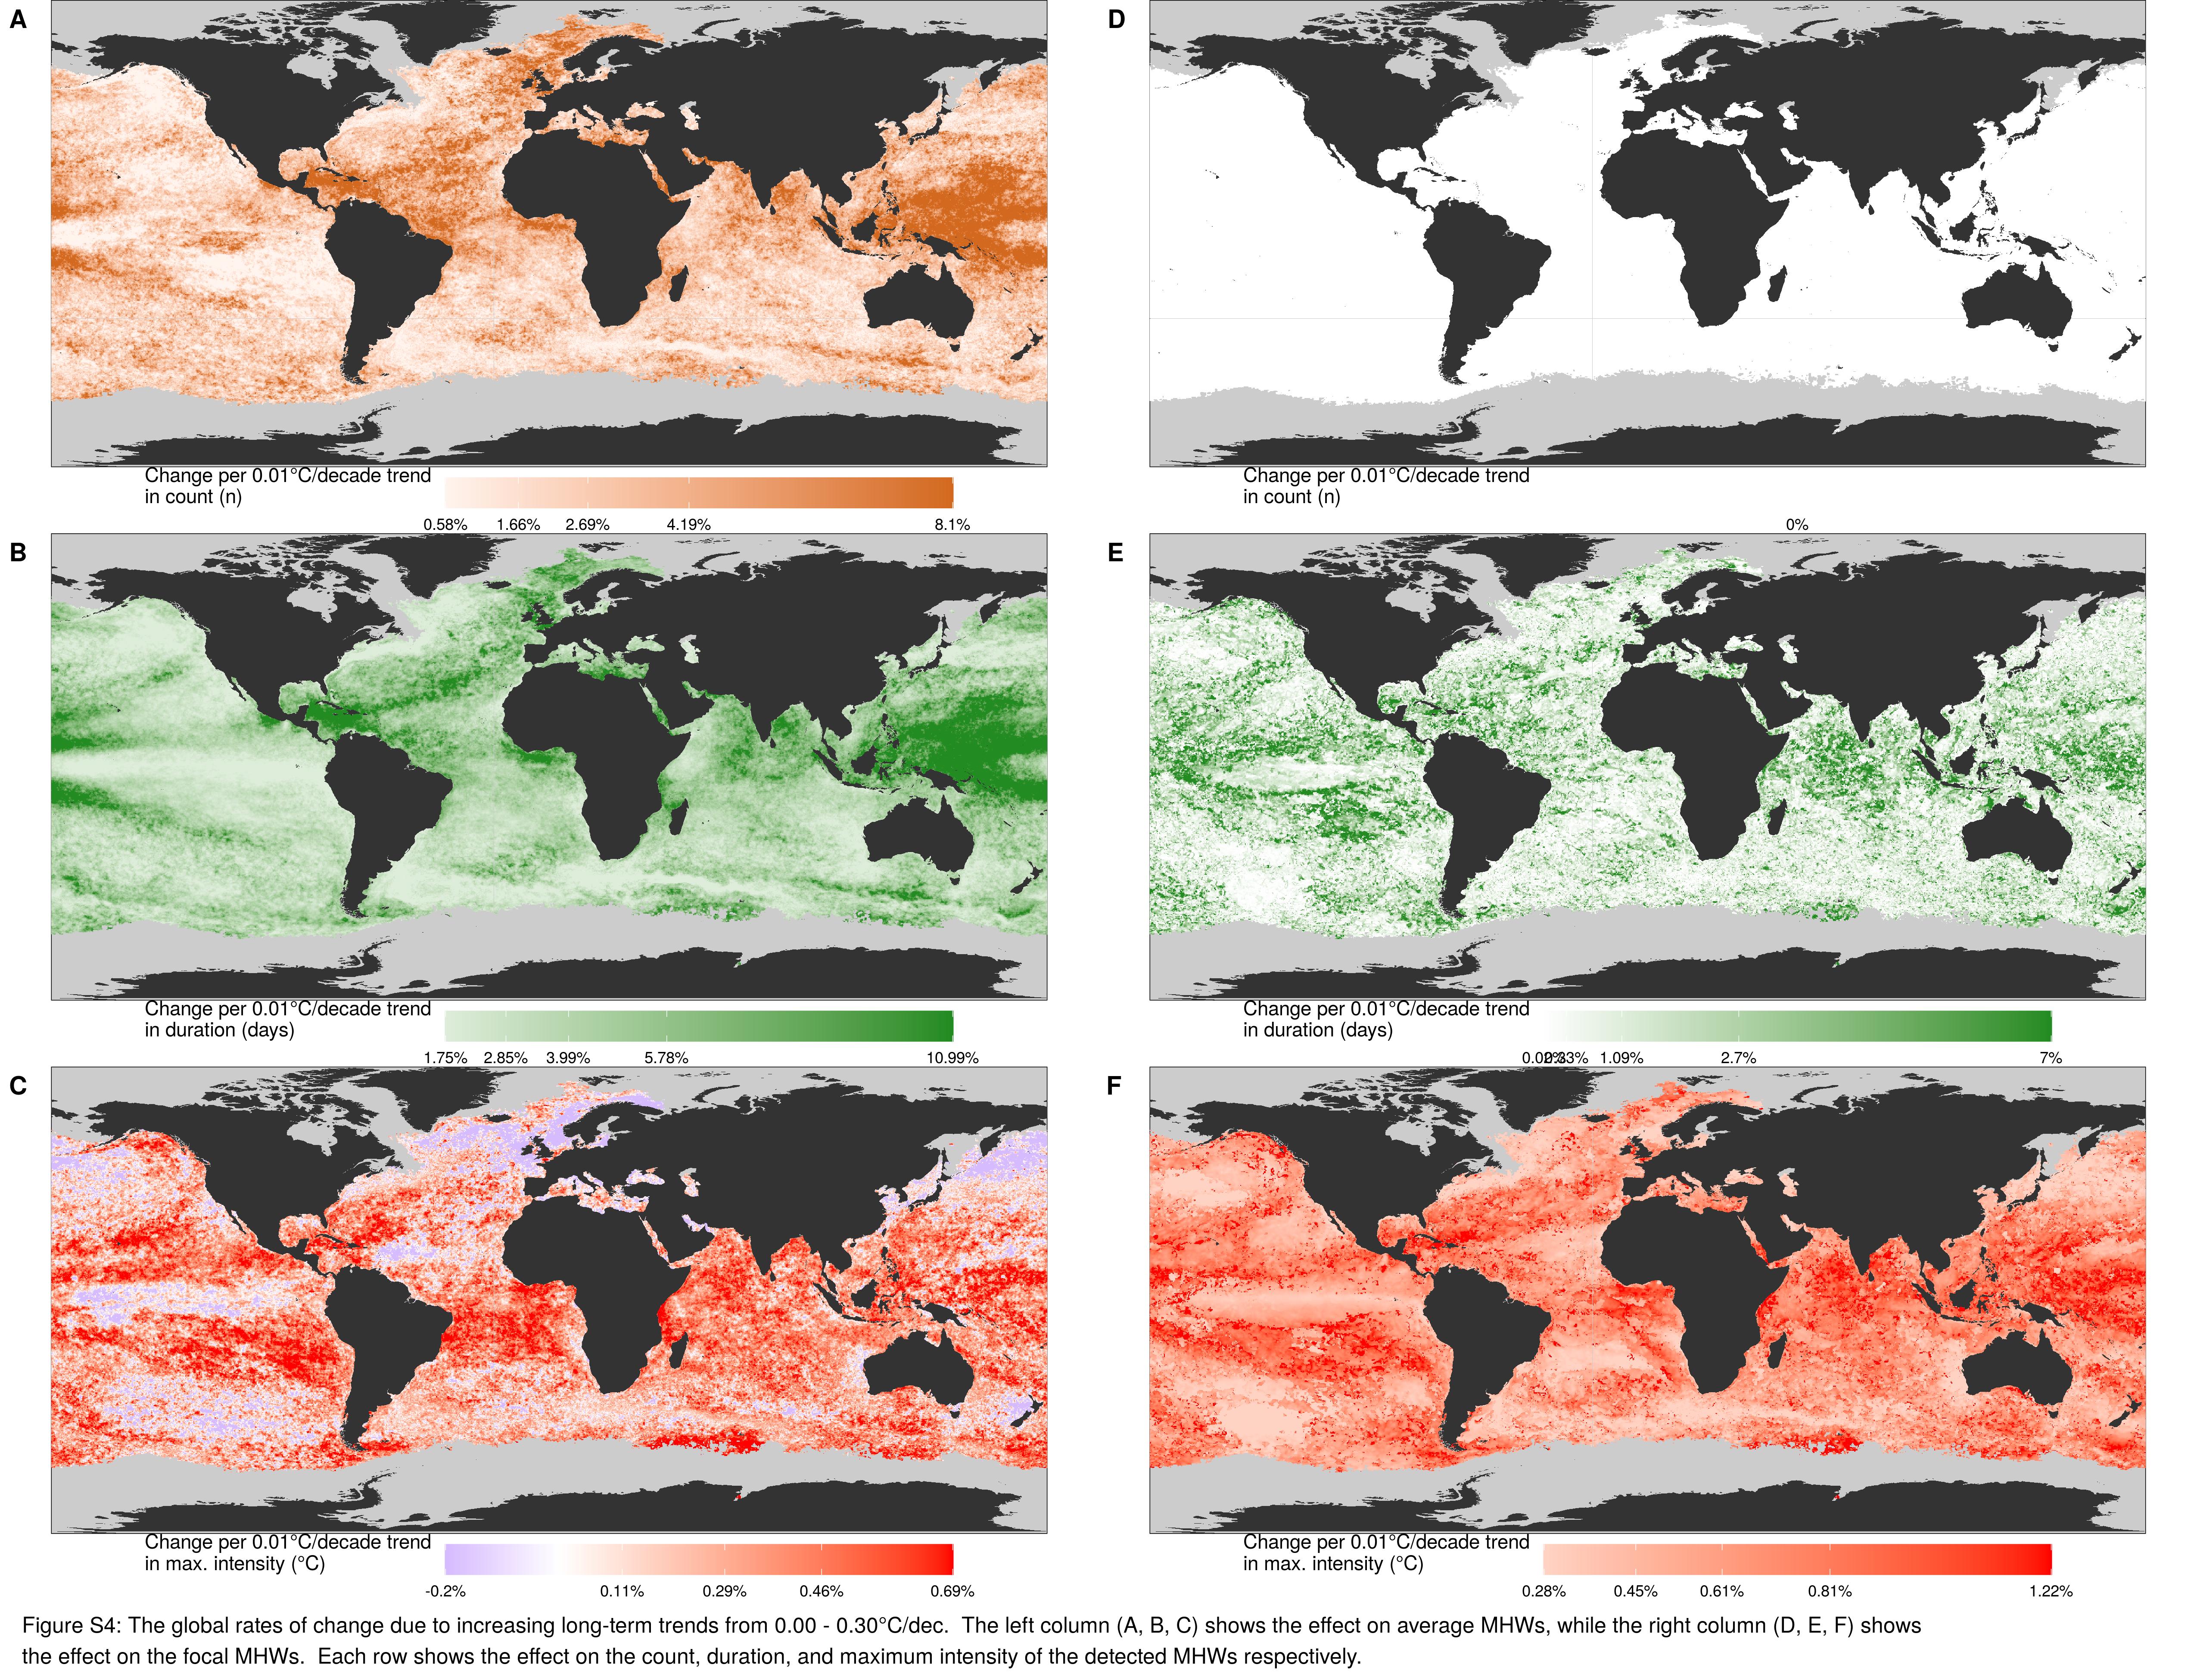 A
Change per 0.01°C/decade trend
in count (n)
0.58% 1.66% 2.69% 4.19% 8.1%
D
Change per 0.01°C/decade trend
in count (n)
0%
B
Change per 0.01°C/decade trend
in duration (days)
1.75% 2.85% 3.99% 5.78% 10.99%
E
Change per 0.01°C/decade trend
in duration (days)
1.09% 2.7% 7%
C
Change per 0.01°C/decade trend
in max. intensity (°C)
-0.2% 0.11% 0.29% 0.46% 0.69%
F
Change per 0.01°C/decade trend
in max. intensity (°C)
0.28% 0.45% 0.61% 0.81% 1.22%
Figure S4: The global rates of change due to increasing long-term trends from 0.00 - 0.30°C/dec. The left column (A, B, C) shows the effect on average MHWs, while the right column (D, E, F) shows
the effect on the focal MHWs. Each row shows the effect on the count, duration, and maximum intensity of the detected MHWs respectively.